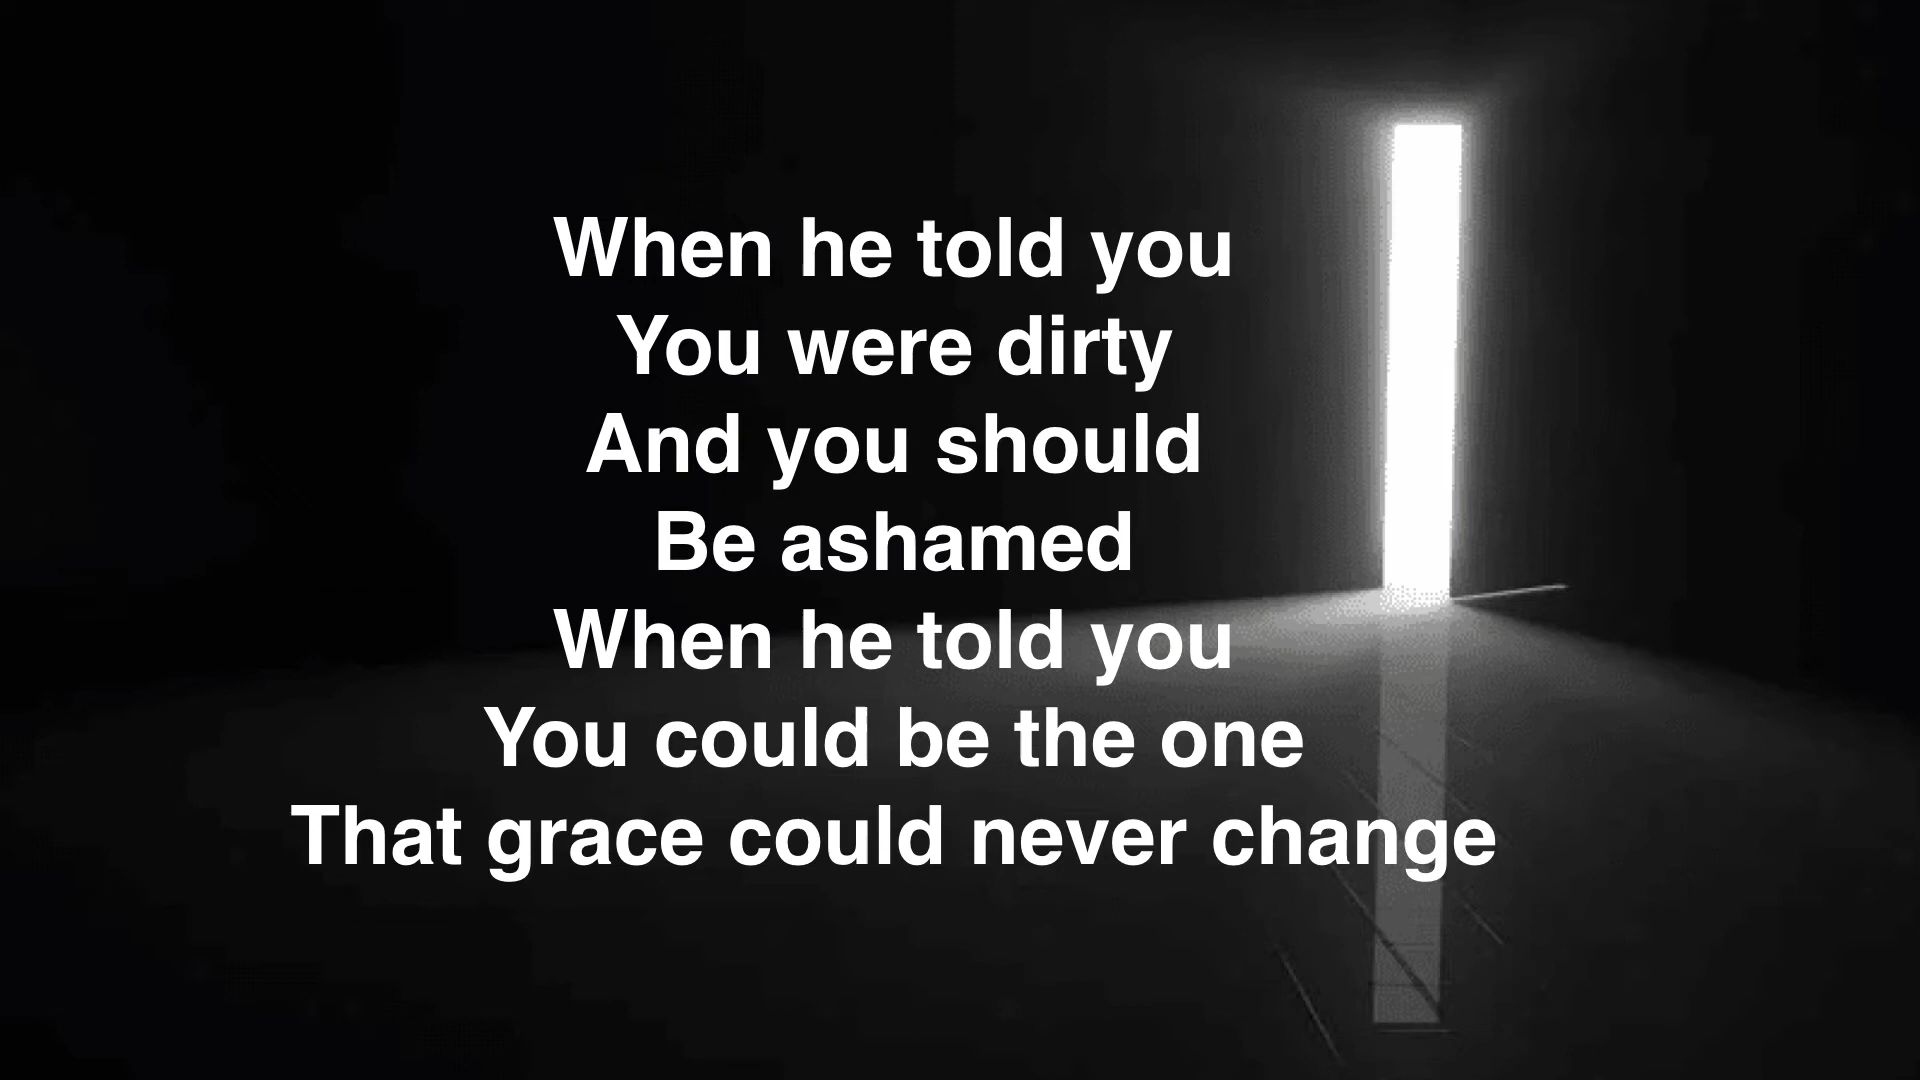 When he told you
You were dirty
And you should
Be ashamed
When he told you
You could be the one
That grace could never change